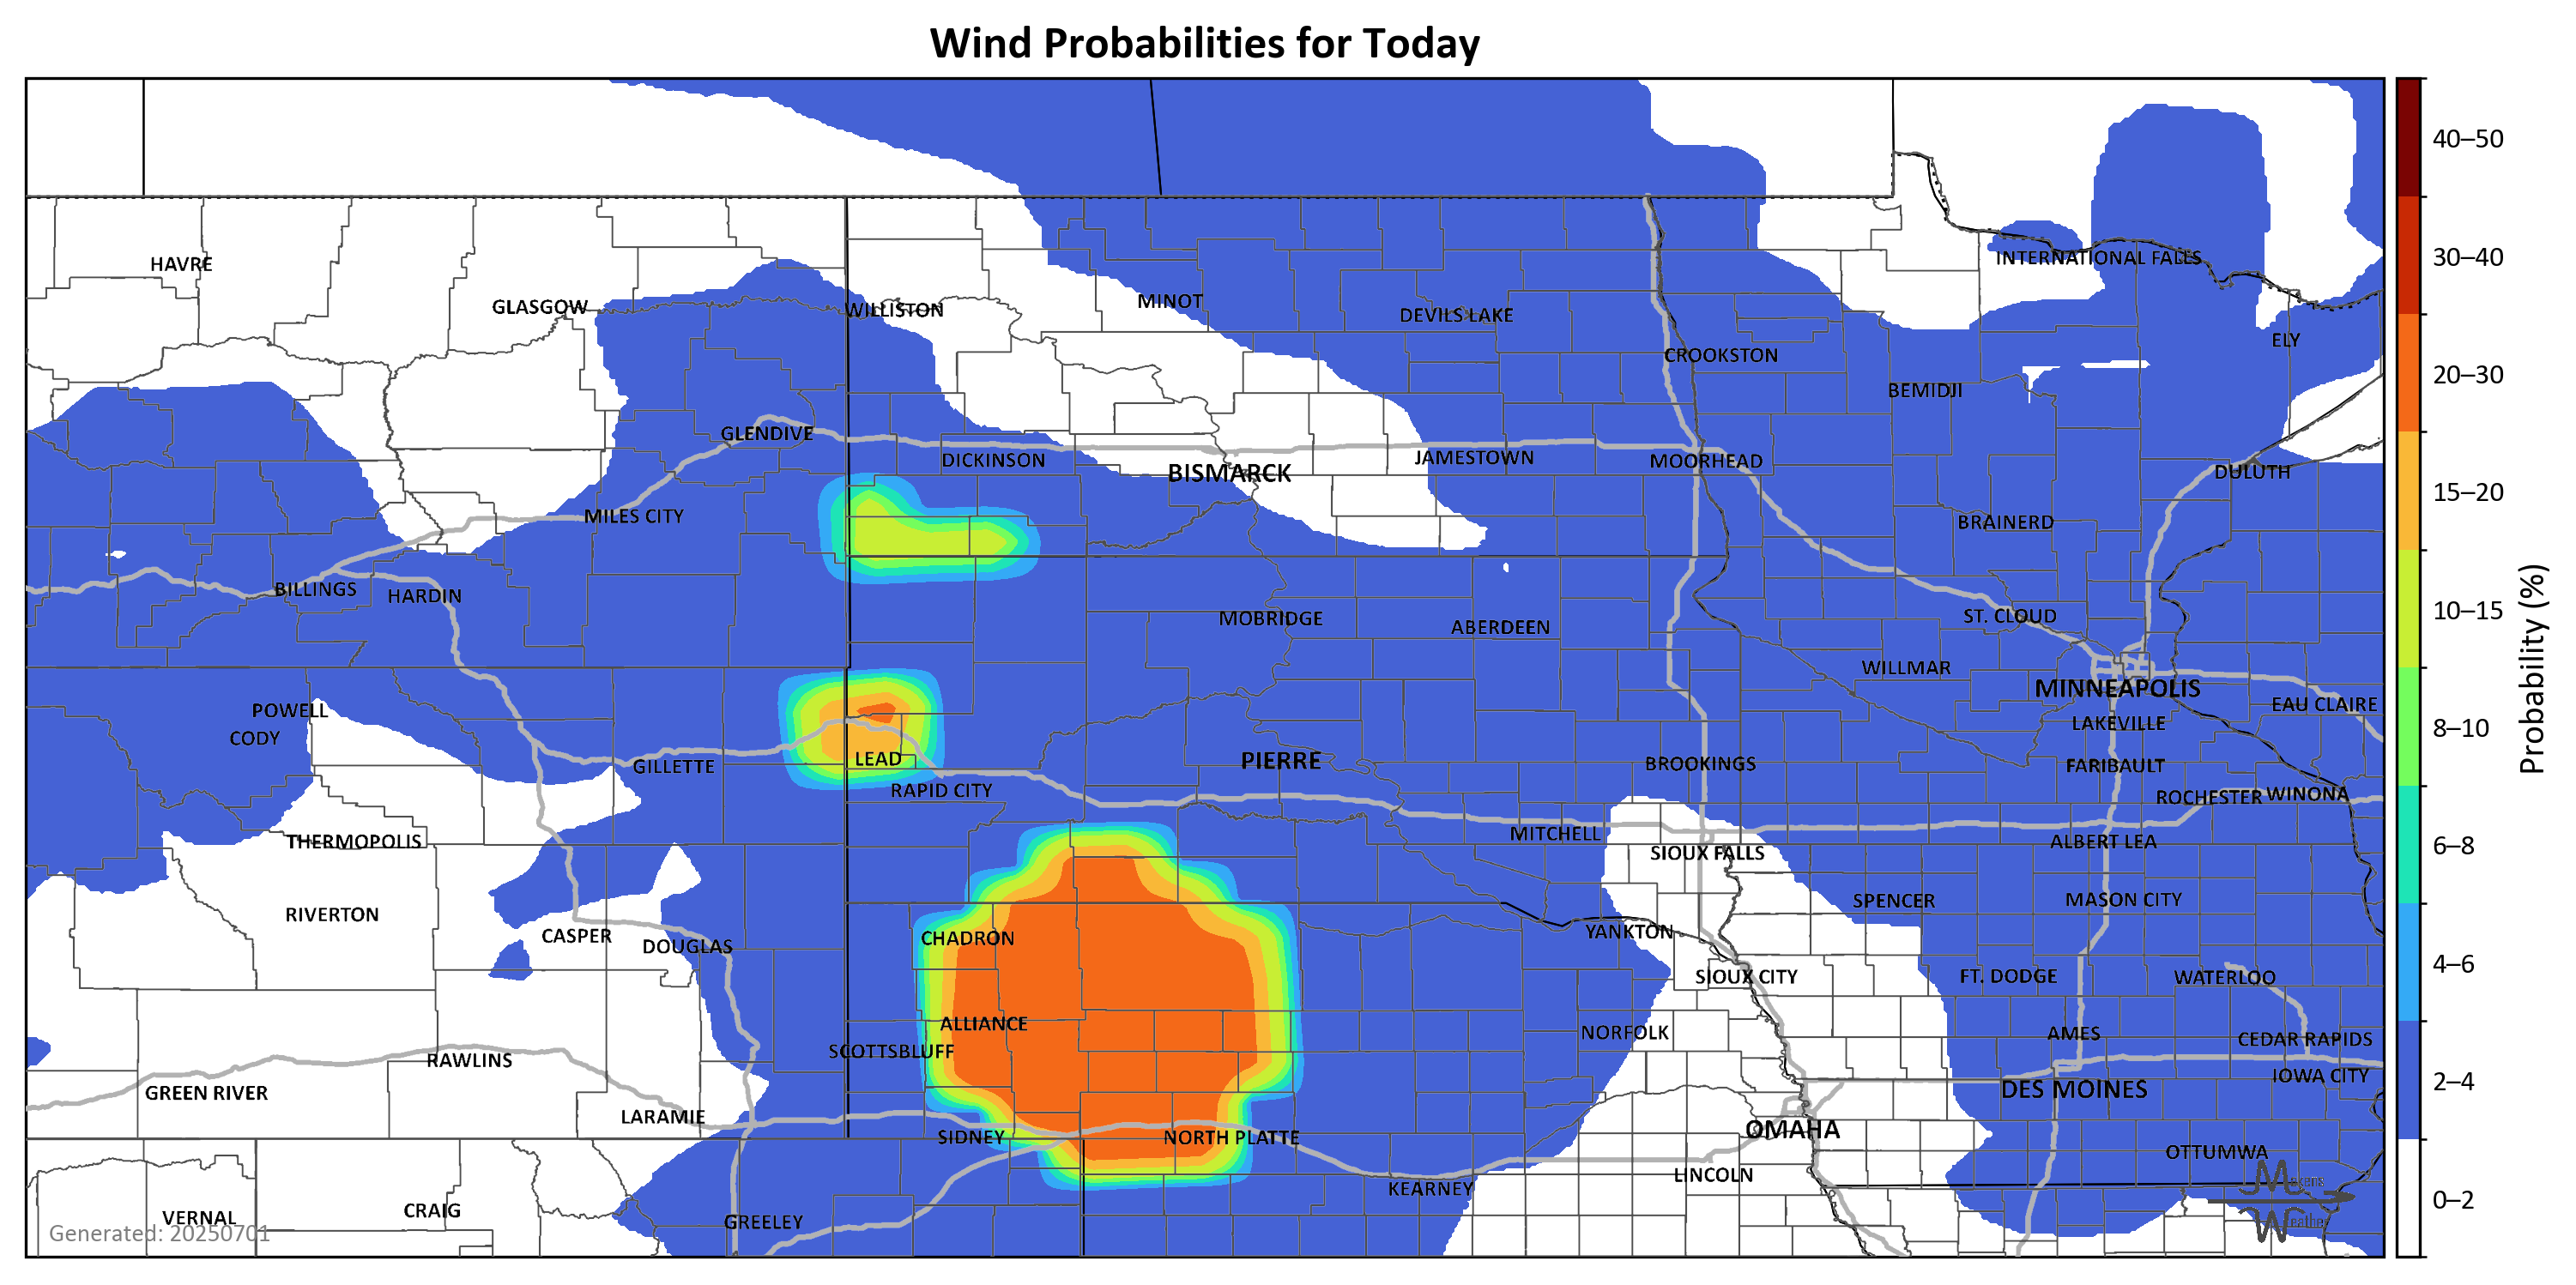 Wind Probabilities for Today
40–50
30–40
20–30
15–20
10–15
8–10
6–8
4–6
2–4
0–2
Probability (%)
HAVRE
INTERNATIONAL FALLS
GLASGOW
WILLISTON
MINOT
DEVILS LAKE
ELY
CROOKSTON
BEMIDJI
GLENDIVE
DICKINSON
BISMARCK
JAMESTOWN
MOORHEAD
DULUTH
MILES CITY
BRAINERD
BILLINGS
HARDIN
MOBRIDGE
ABERDEEN
ST. CLOUD
WILLMAR
MINNEAPOLIS
POWELL
EAU CLAIRE
CODY
LAKEVILLE
GILLETTE
LEAD
PIERRE
BROOKINGS
FARIBAULT
RAPID CITY
ROCHESTER
WINONA
THERMOPOLIS
MITCHELL
ALBERT LEA
SIOUX FALLS
RIVERTON
SPENCER
MASON CITY
CASPER
DOUGLAS
CHADRON
YANKTON
SIOUX CITY
FT. DODGE
WATERLOO
ALLIANCE
NORFOLK
AMES
CEDAR RAPIDS
SCOTTSBLUFF
RAWLINS
IOWA CITY
GREEN RIVER
DES MOINES
LARAMIE
SIDNEY
NORTH PLATTE
OMAHA
OTTUMWA
LINCOLN
KEARNEY
VERNAL
CRAIG
GREELEY
Generated: 20250701